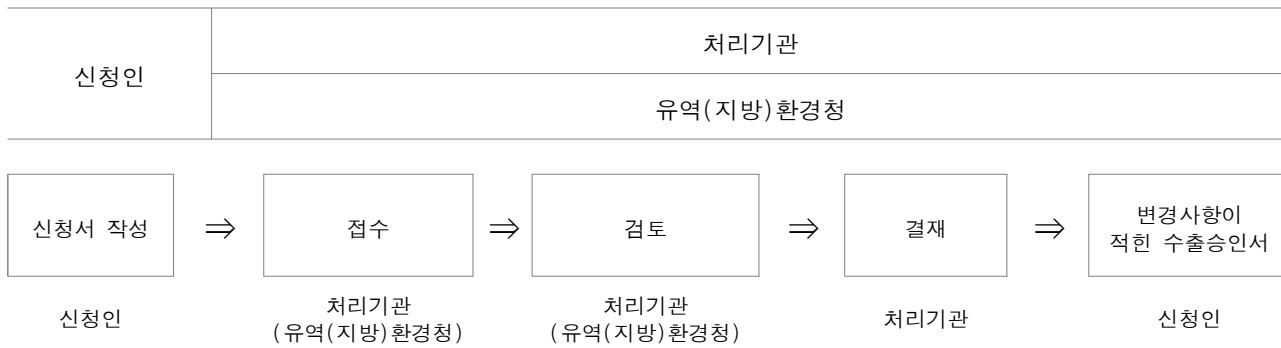 신청인
처리기관
유역(지방)환경청
신청서 작성
⇒
접수
⇒
검토
⇒
결재
⇒
변경사항이
적힌 수출승인서
신청인
처리기관
(유역(지방)환경청)
처리기관
(유역(지방)환경청)
처리기관
신청인